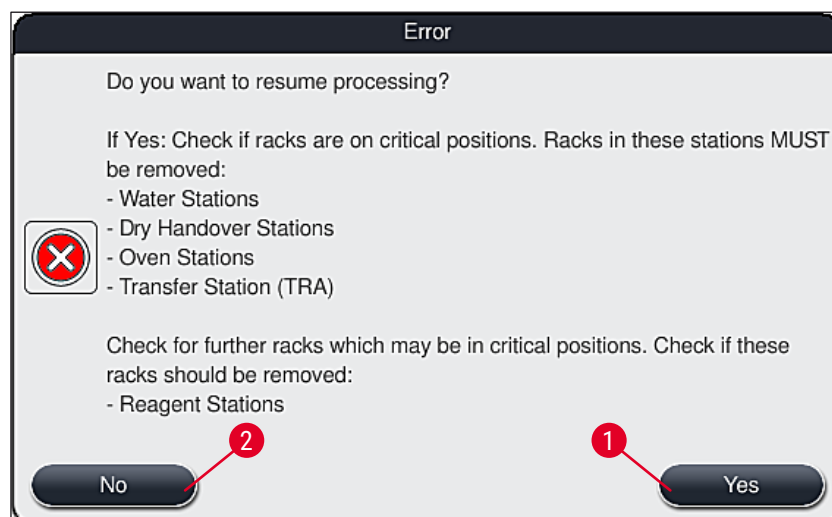 Error
Do you want to resume processing?
If Yes: Check if racks are on critical positions. Racks in these stations MUST
be removed:
- Water Stations
- Dry Handover Stations
- Oven Stations
- Transfer Station (TRA)
Check for further racks which may be in critical positions. Check if these
racks should be removed:
- Reagent Stations
2
1
No
Yes